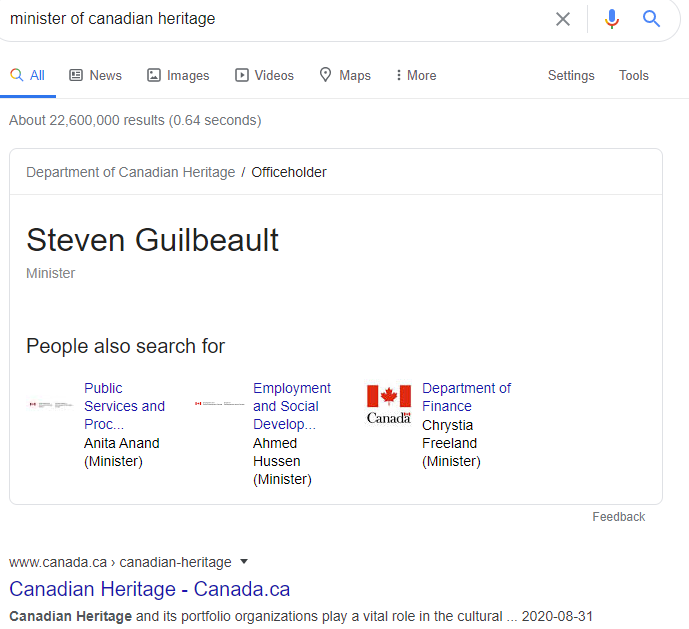 minister of canadian heritage
All News Images Videos Maps More Settings Tools
About 22,600,000 results (0.64 seconds)
Department of Canadian Heritage / Officeholder
Steven Guilbeault
Minister
People also search for
Public
Services and
Proc...
Anita Anand
(Minister)
Employment
and Social
Develop...
Ahmed
Hussen
(Minister)
Canada
Department of
Finance
Chrystia
Freeland
(Minister)
Feedback
www.canada.ca › canadian-heritage
Canadian Heritage - Canada.ca
Canadian Heritage and its portfolio organizations play a vital role in the cultural ... 2020-08-31